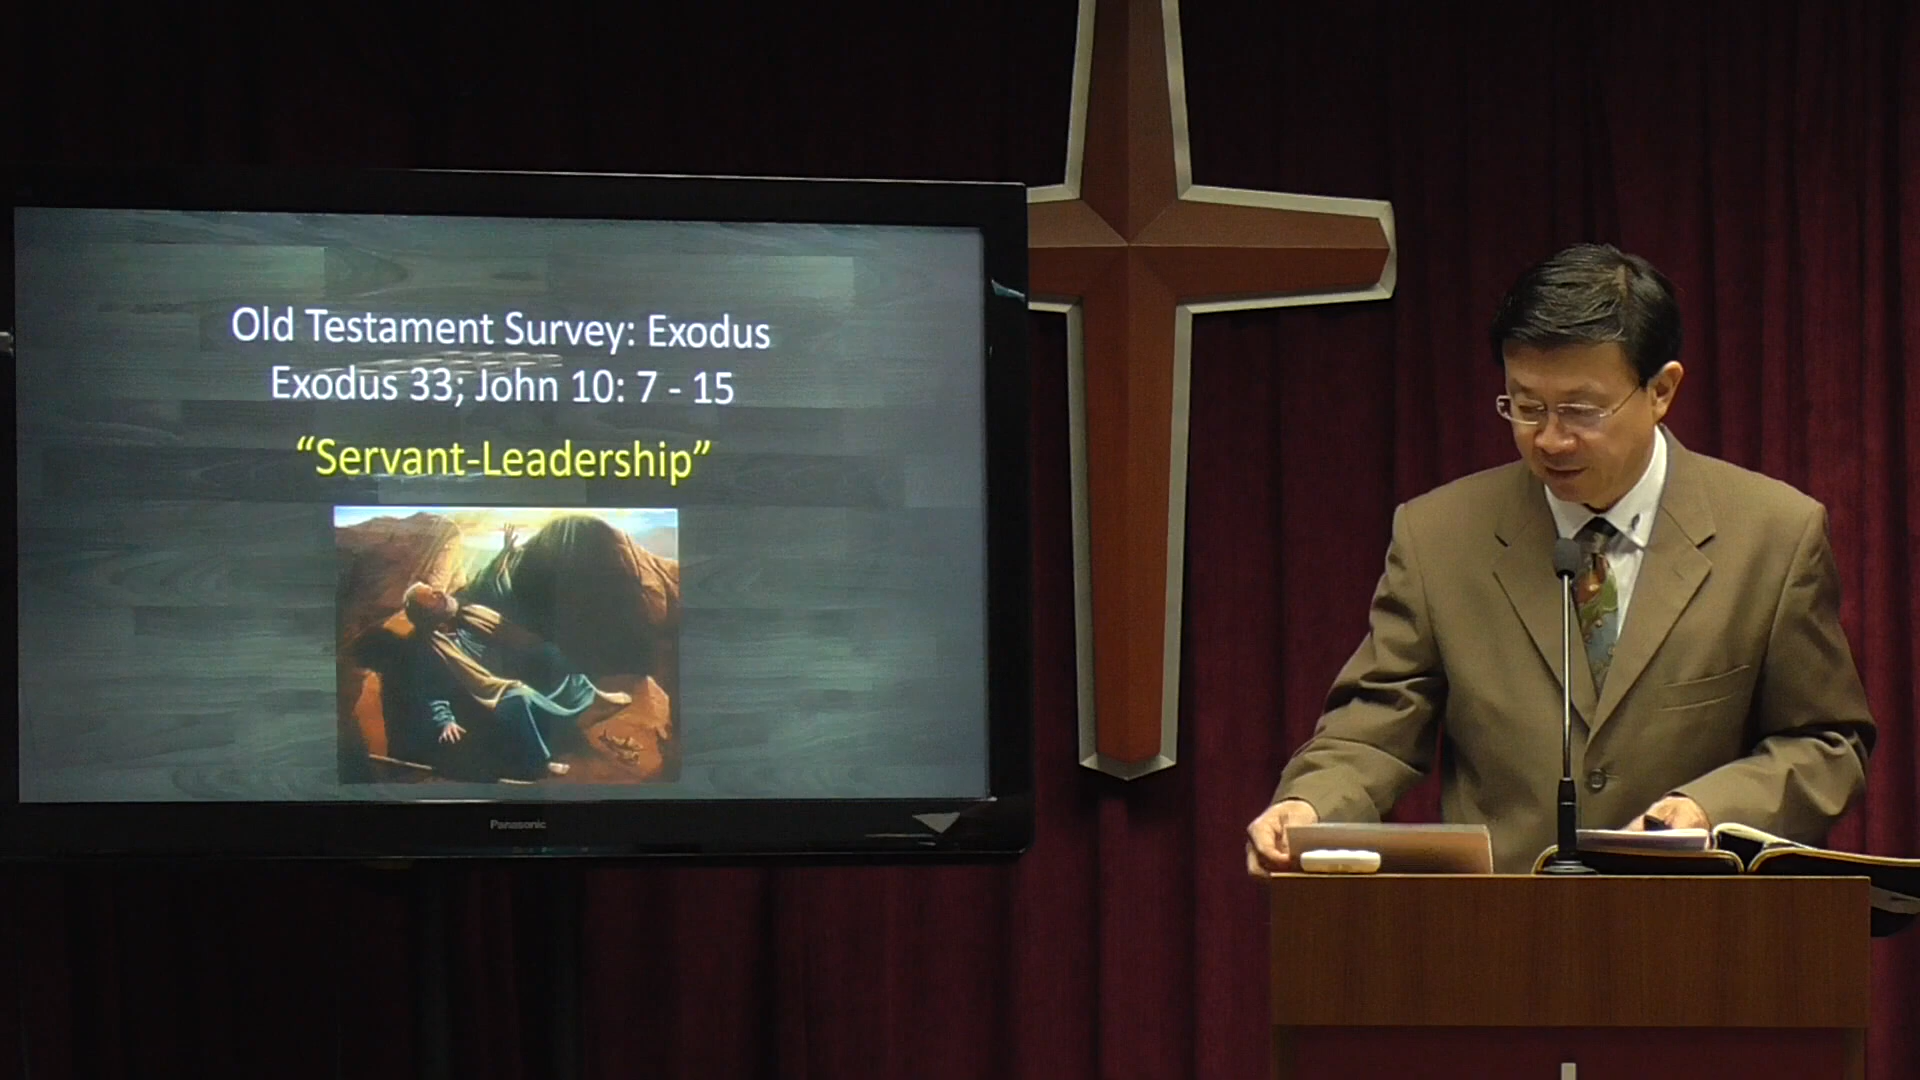 Old Testament Survey: Exodus
Exodus 33; John 10: 7 - 15
“Servant-Leadership”
Panasonic